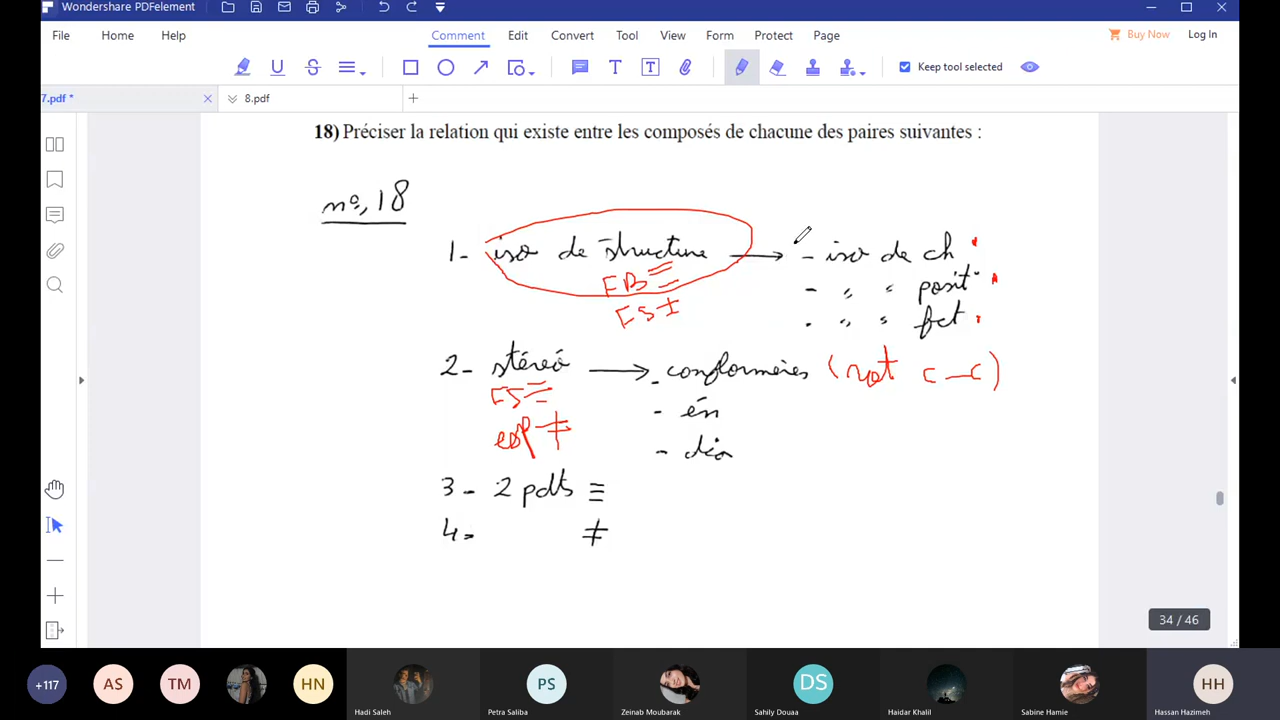 Wondershare PDFelement
File Home Help Comment Edit Convert Tool View Form Protect Page Buy Now Log In
Keep tool selected
7.pdf * 8.pdf
18) Préciser la relation qui existe entre les composés de chacune des paires suivantes :
no, 18
1- iso de structure → - iso de ch
FB ≡ - " " posit
FS ≠ - " " fct
2- stéréo → - conformères (rot c—c)
FS ≡ - én
esp ≠ - dia
3- 2 pdts ≡
4- ≠
34 / 46
+117 AS TM HN PS DS HH
Hadi Saleh Petra Saliba Zeinab Moubarak Sahily Douaa Haidar Khalil Sabine Hamie Hassan Hazimeh